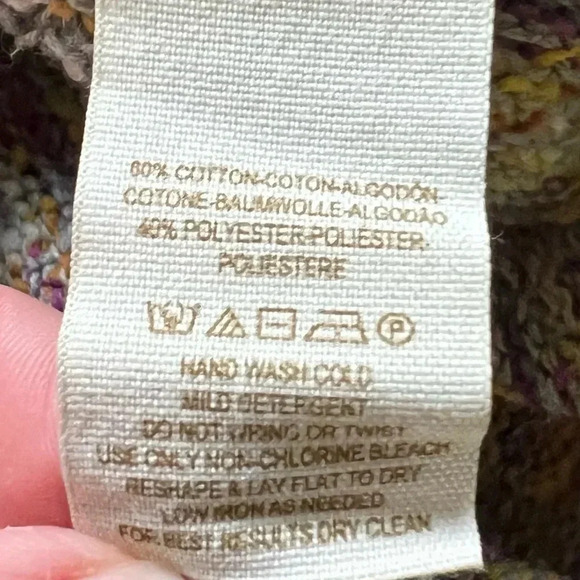 60% COTTON-COTON-ALGODÓN-
COTONE-BAUMWOLLE-ALGODÃO
40% POLYESTER-POLIESTER-
POLIESTERE
P
HAND WASH COLD
MILD DETERGENT
DO NOT WRING OR TWIST
USE ONLY NON-CHLORINE BLEACH
RESHAPE & LAY FLAT TO DRY
LOW IRON AS NEEDED
FOR BEST RESULTS DRY CLEAN